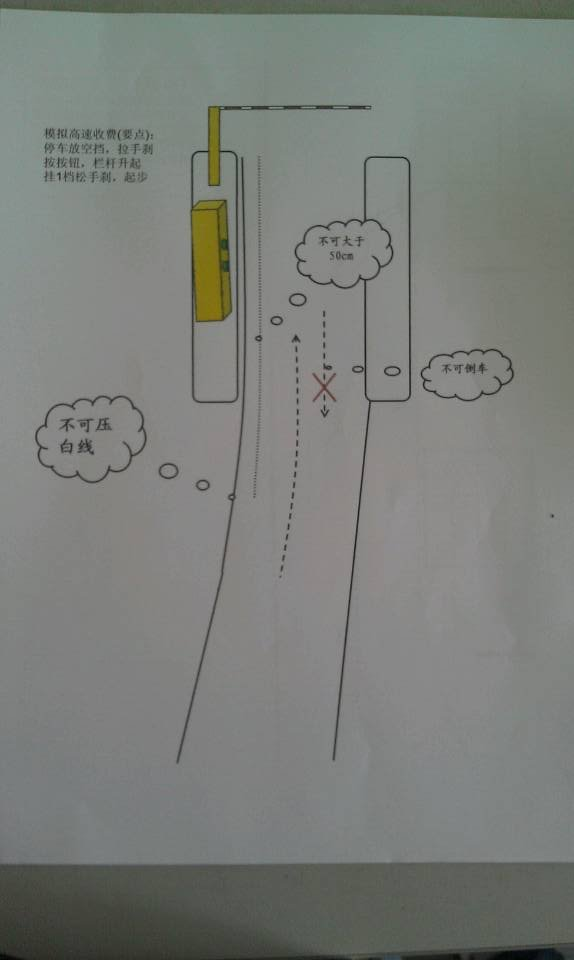 模拟高速收费(要点):
停车放空挡，拉手刹
按按钮，栏杆升起
挂1档松手刹，起步
不可大于
50cm
不可倒车
不可压
白线